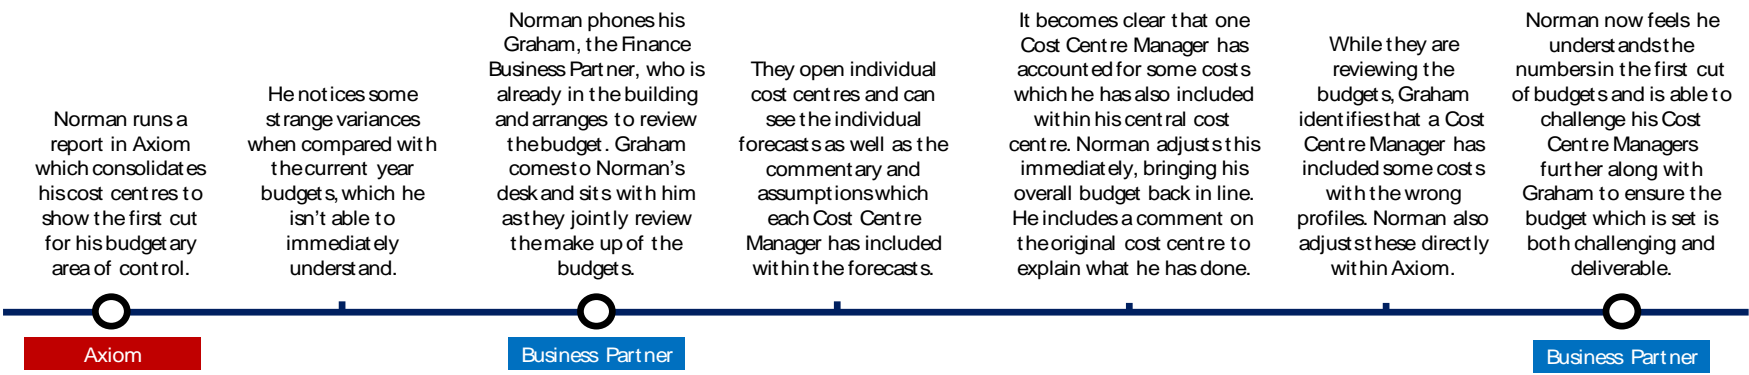 Norman runs a
report in Axiom
which consolidates
his cost centres to
show the first cut
for his budgetary
area of control.
He notices some
strange variances
when compared with
the current year
budgets, which he
isn't able to
immediately
understand.
Norman phones his
Graham, the Finance
Business Partner, who is
already in the building
and arranges to review
the budget. Graham
comes to Norman's
desk and sits with him
as they jointly review
the make up of the
budgets.
They open individual
cost centres and can
see the individual
forecasts as well as the
commentary and
assumptions which
each Cost Centre
Manager has included
within the forecasts.
It becomes clear that one
Cost Centre Manager has
accounted for some costs
which he has also included
within his central cost
centre. Norman adjusts this
immediately, bringing his
overall budget back in line.
He includes a comment on
the original cost centre to
explain what he has done.
While they are
reviewing the
budgets, Graham
identifies that a Cost
Centre Manager has
included some costs
with the wrong
profiles. Norman also
adjusts these directly
within Axiom.
Norman now feels he
understands the
numbers in the first cut
of budgets and is able to
challenge his Cost
Centre Managers
further along with
Graham to ensure the
budget which is set is
both challenging and
deliverable.
Axiom
Business Partner
Business Partner